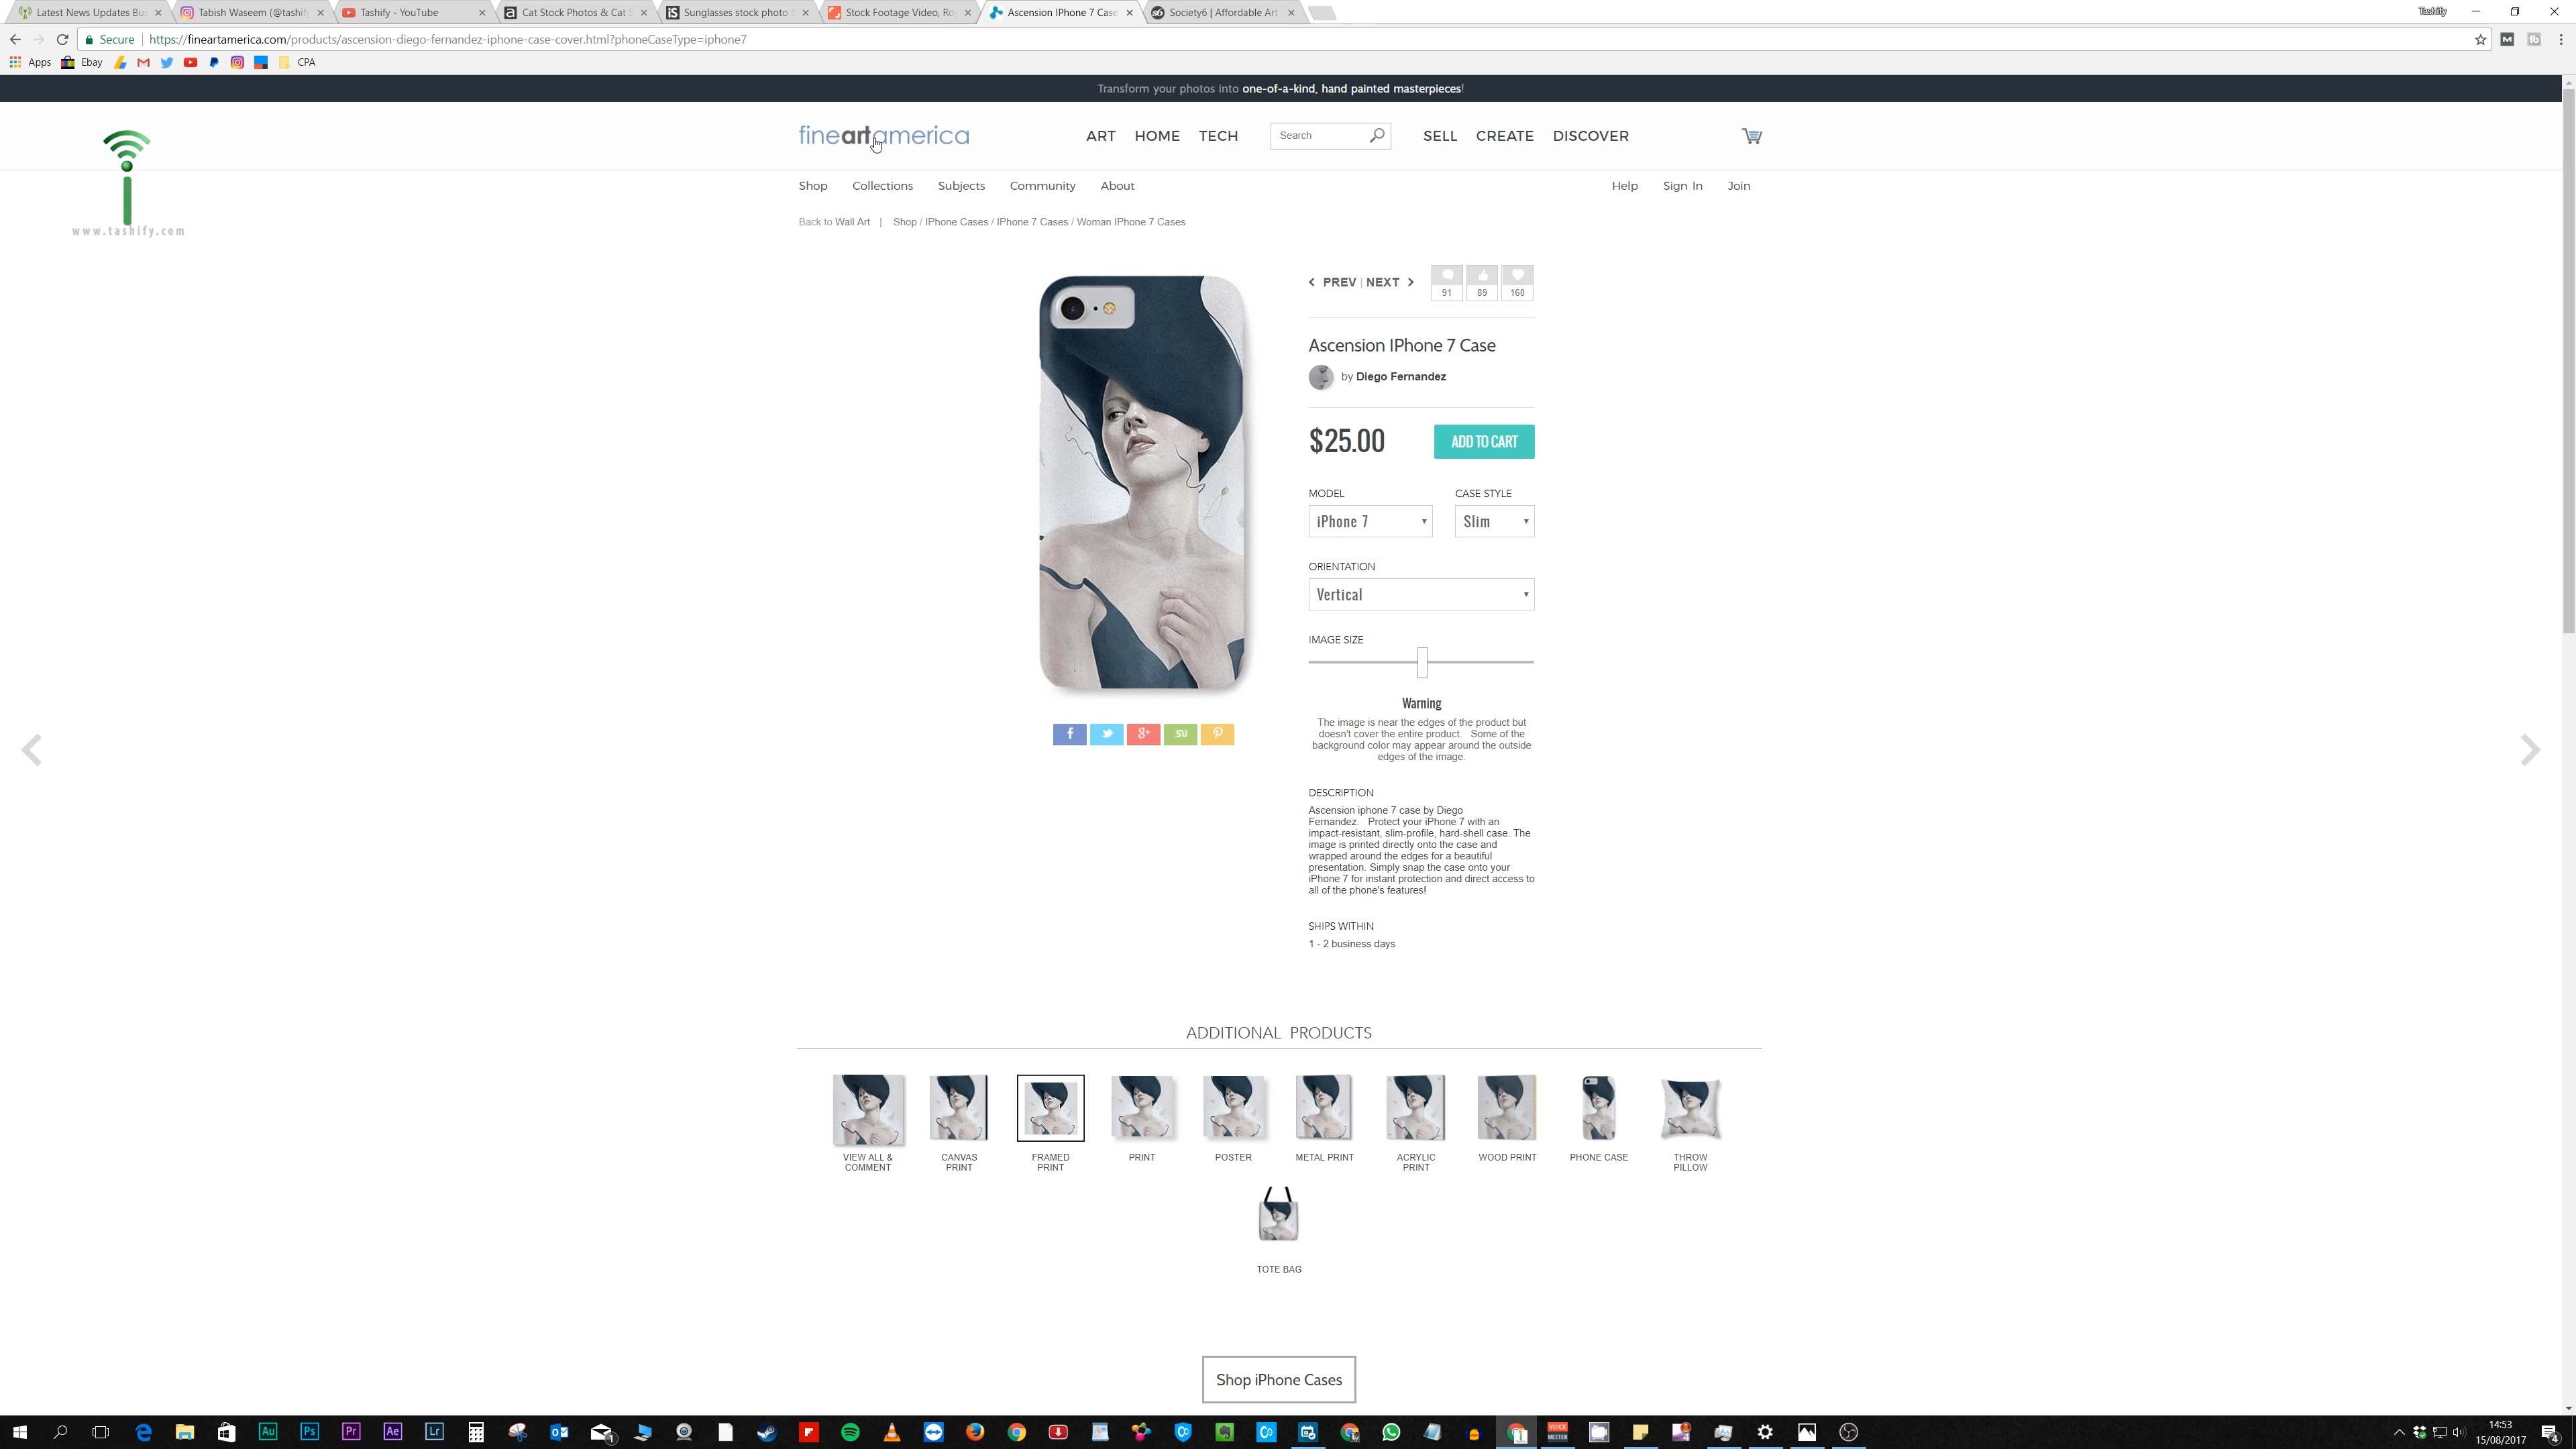 Latest News Updates Bu
Tabish Waseem (@tashif
Tashify - YouTube
Cat Stock Photos & Cat S
Sunglasses stock photo
Stock Footage Video, Ro
Ascension IPhone 7 Case
Society6 | Affordable Art
Tashify
Secure
https://fineartamerica.com/products/ascension-diego-fernandez-iphone-case-cover.html?phoneCaseType=iphone7
Apps Ebay CPA
Transform your photos into one-of-a-kind, hand painted masterpieces!
fineartamerica
ART HOME TECH Search SELL CREATE DISCOVER
Shop Collections Subjects Community About Help Sign In Join
www.tashify.com
Back to Wall Art | Shop / IPhone Cases / IPhone 7 Cases / Woman IPhone 7 Cases
PREV | NEXT
91 89 160
Ascension IPhone 7 Case
by Diego Fernandez
$25.00 ADD TO CART
MODEL CASE STYLE
iPhone 7 Slim
ORIENTATION
Vertical
IMAGE SIZE
Warning
The image is near the edges of the product but
doesn't cover the entire product. Some of the
background color may appear around the outside
edges of the image.
DESCRIPTION
Ascension iphone 7 case by Diego
Fernandez. Protect your iPhone 7 with an
impact-resistant, slim-profile, hard-shell case. The
image is printed directly onto the case and
wrapped around the edges for a beautiful
presentation. Simply snap the case onto your
iPhone 7 for instant protection and direct access to
all of the phone's features!
SHIPS WITHIN
1 - 2 business days
ADDITIONAL PRODUCTS
VIEW ALL &
COMMENT
CANVAS
PRINT
FRAMED
PRINT
PRINT
POSTER
METAL PRINT
ACRYLIC
PRINT
WOOD PRINT
PHONE CASE
THROW
PILLOW
TOTE BAG
Shop iPhone Cases
Au Ps Pr Ae Lr
14:53
15/08/2017
4